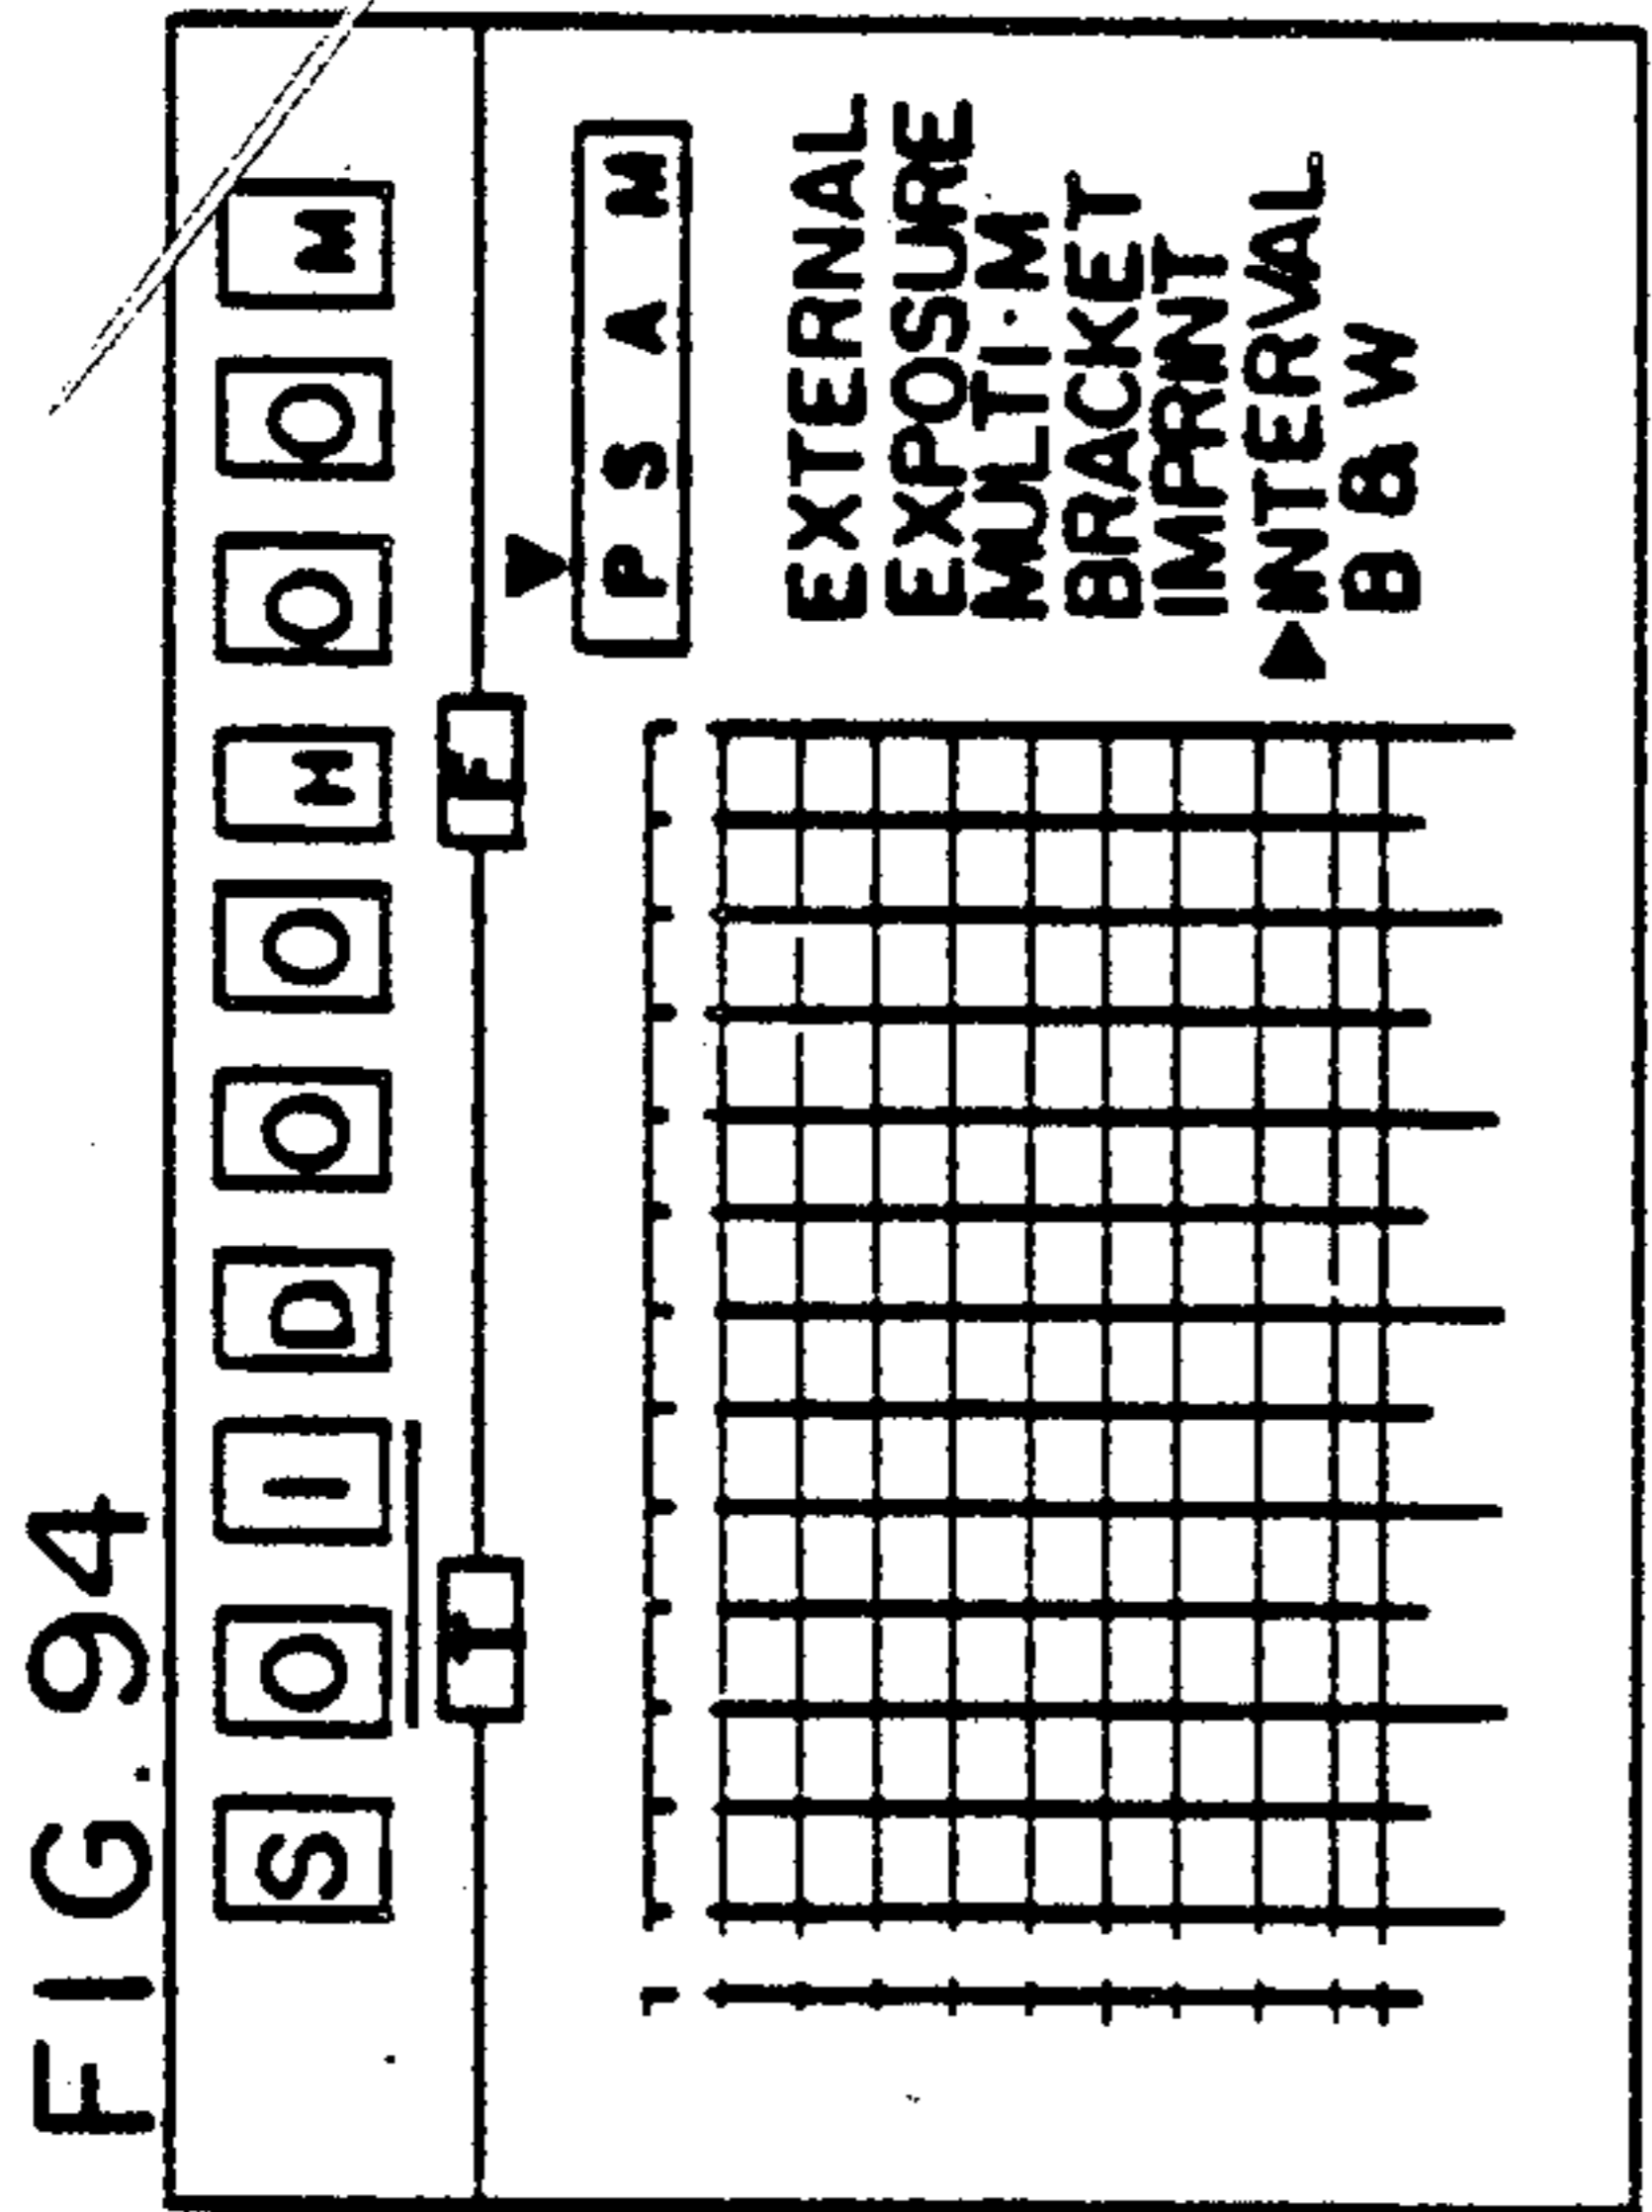 FIG. 94
S O I D O O M O O M
T F
P S A M
EXTERNAL
EXPOSURE
MULTI·M
BRACKET
IMPRINT
INTERVAL
B & W